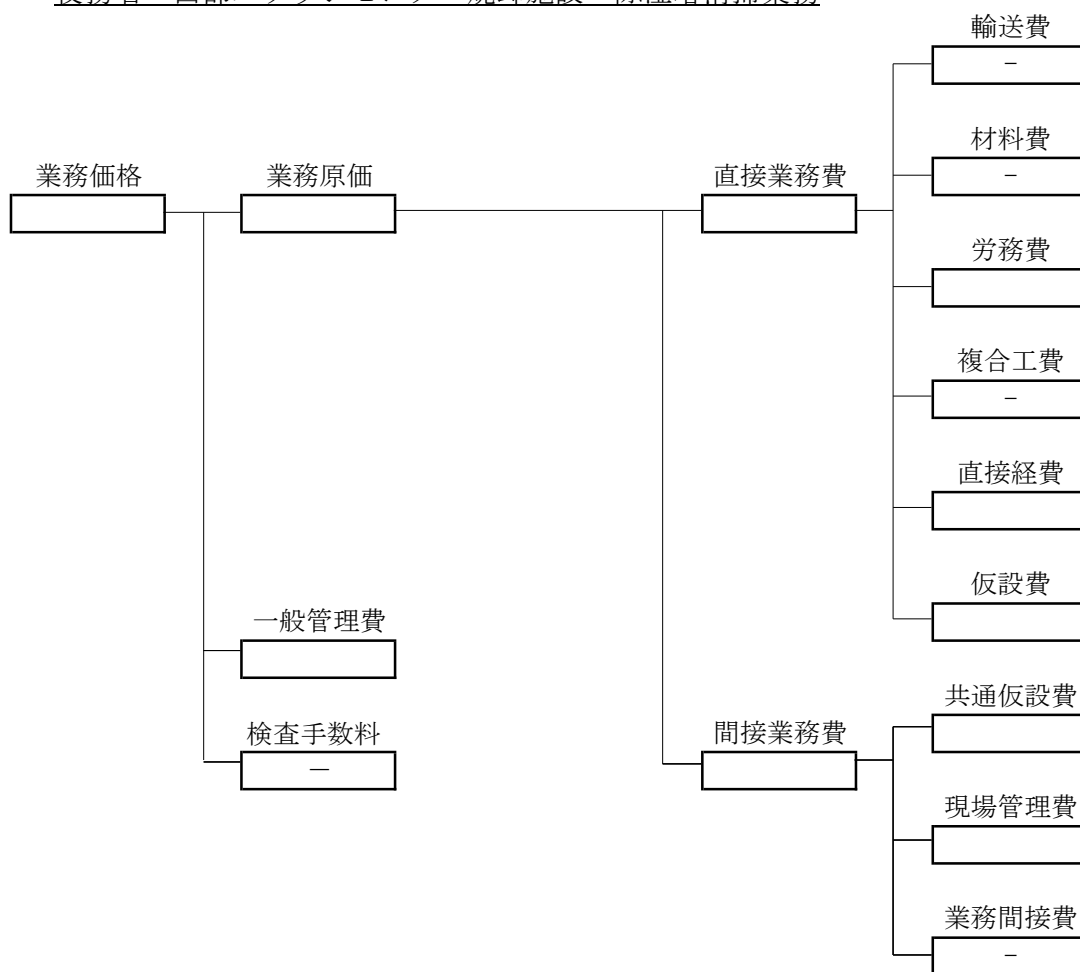 輸送費
－
材料費
－
業務価格
業務原価
直接業務費
労務費
複合工費
－
直接経費
仮設費
一般管理費
共通仮設費
検査手数料
－
間接業務費
現場管理費
業務間接費
－